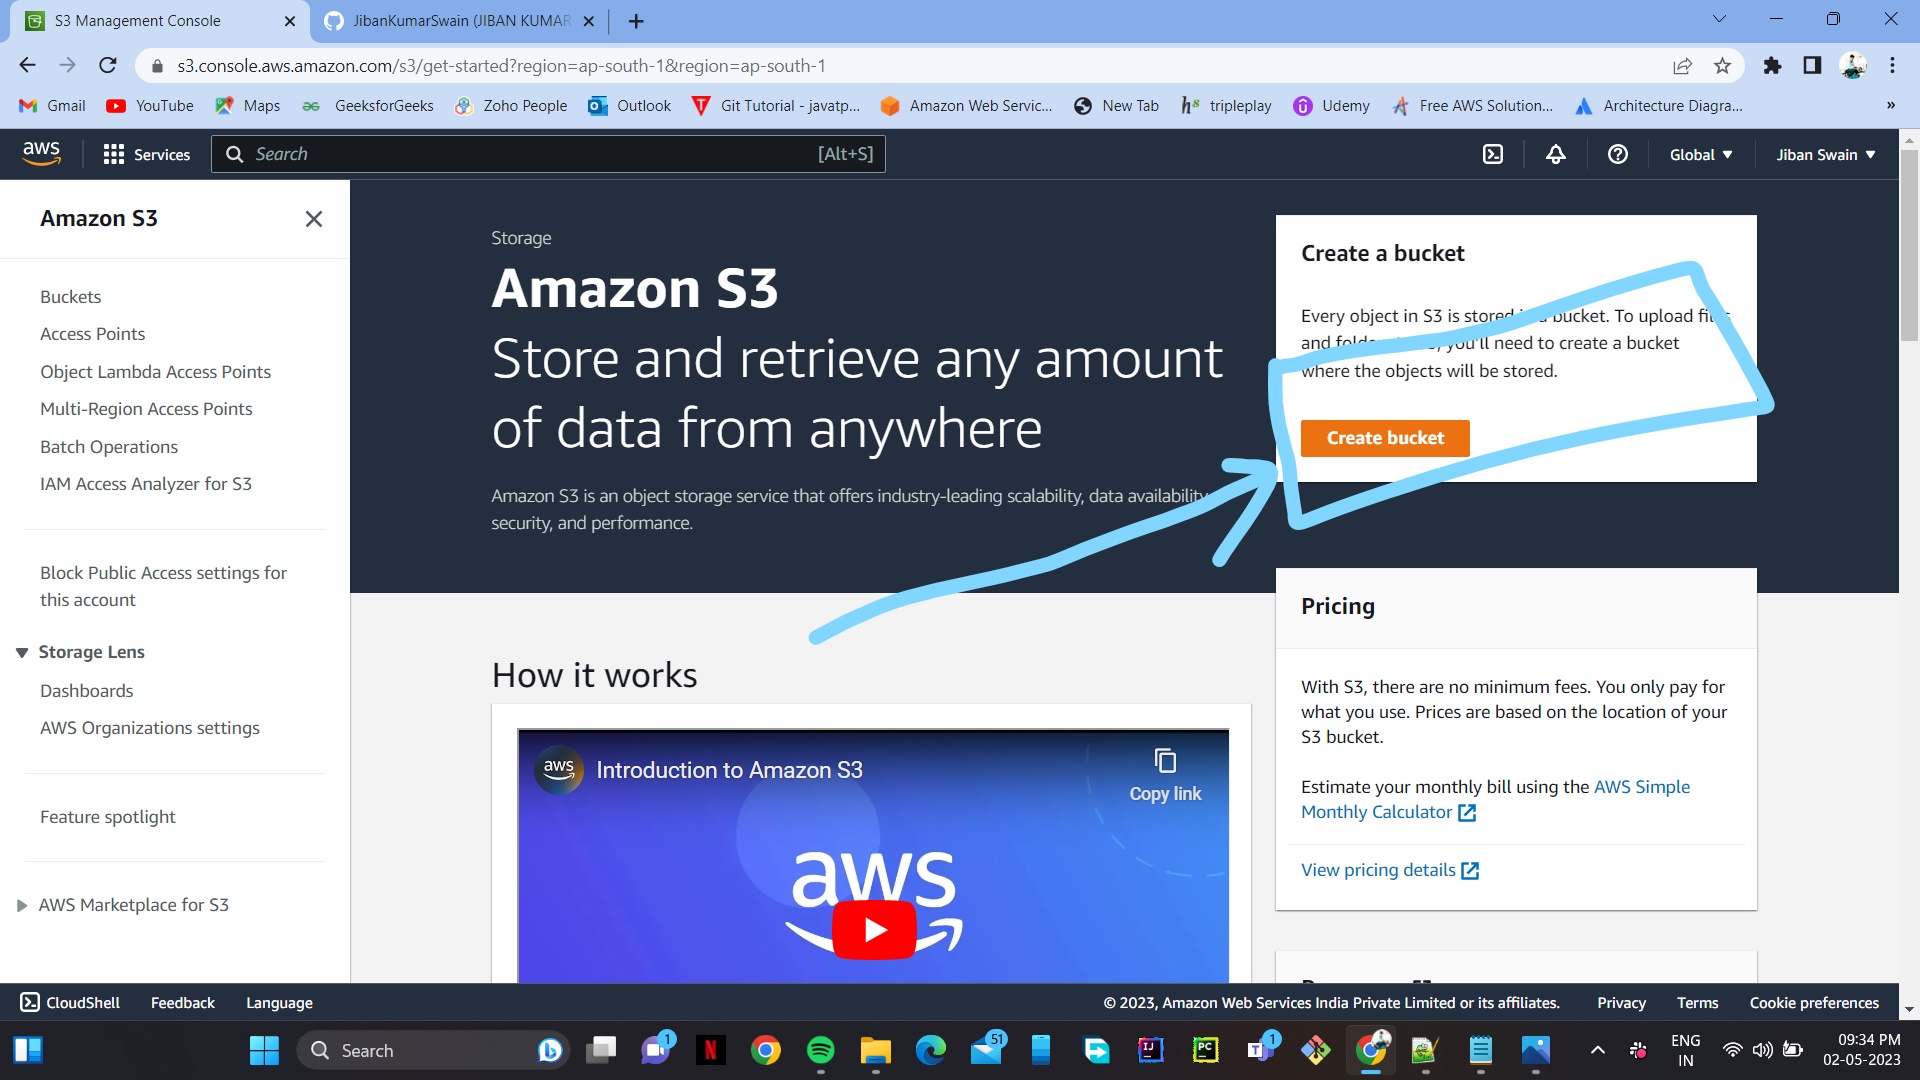 S3 Management Console
JibanKumarSwain (JIBAN KUMAR
s3.console.aws.amazon.com/s3/get-started?region=ap-south-1&region=ap-south-1
Gmail
YouTube
Maps
GeeksforGeeks
Zoho People
Outlook
Git Tutorial - javatp...
Amazon Web Servic...
New Tab
tripleplay
Udemy
Free AWS Solution...
Architecture Diagra...
»
aws
Services
Search
[Alt+S]
Global
Jiban Swain
Amazon S3
Buckets
Access Points
Object Lambda Access Points
Multi-Region Access Points
Batch Operations
IAM Access Analyzer for S3
Block Public Access settings for
this account
Storage Lens
Dashboards
AWS Organizations settings
Feature spotlight
AWS Marketplace for S3
Storage
Amazon S3
Store and retrieve any amount
of data from anywhere
Amazon S3 is an object storage service that offers industry-leading scalability, data availability
security, and performance.
Create a bucket
Every object in S3 is stored bucket. To upload
and you'll need to create a bucket
where the objects will be stored.
Create bucket
How it works
aws
Introduction to Amazon S3
Copy link
aws
Pricing
With S3, there are no minimum fees. You only pay for
what you use. Prices are based on the location of your
S3 bucket.
Estimate your monthly bill using the AWS Simple
Monthly Calculator
View pricing details
CloudShell
Feedback
Language
© 2023, Amazon Web Services India Private Limited or its affiliates.
Privacy
Terms
Cookie preferences
Search
1
N
51
IJ
PC
1
ENG
IN
09:34 PM
02-05-2023